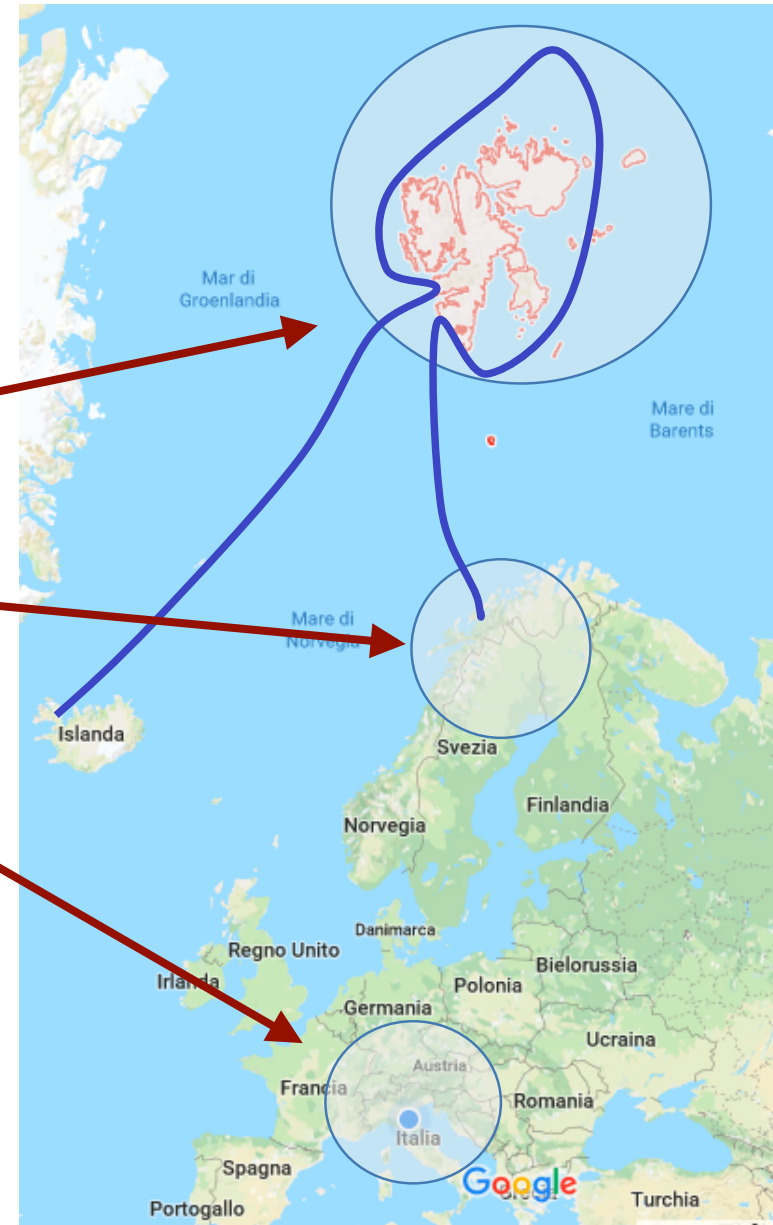 Mar di
Groenlandia
Mare di
Barents
Mare di
Norvegia
Islanda
Svezia
Finlandia
Norvegia
Danimarca
Regno Unito
Bielorussia
Irlanda
Polonia
Germania
Ucraina
Austria
Francia
Romania
Italia
Spagna
Google
Turchia
Portogallo